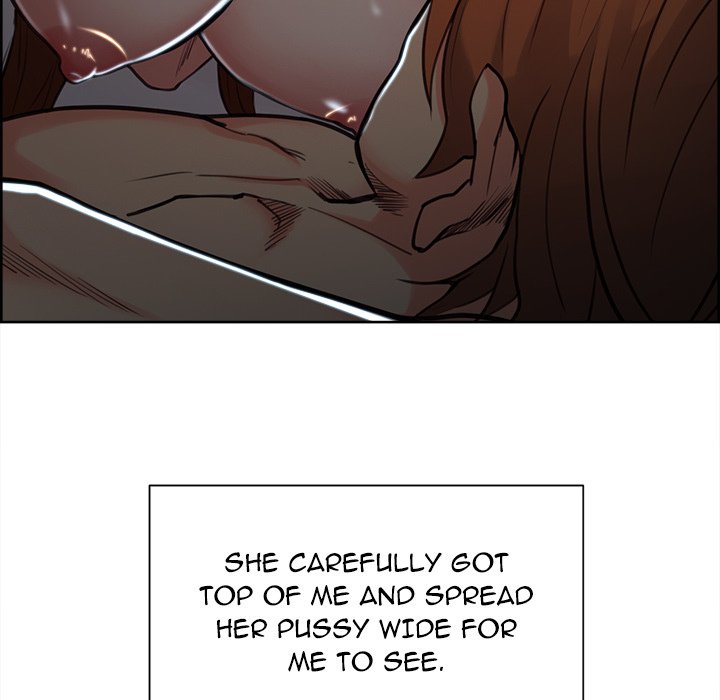 SHE CAREFULLY GOT
TOP OF ME AND SPREAD
HER PUSSY WIDE FOR
ME TO SEE.